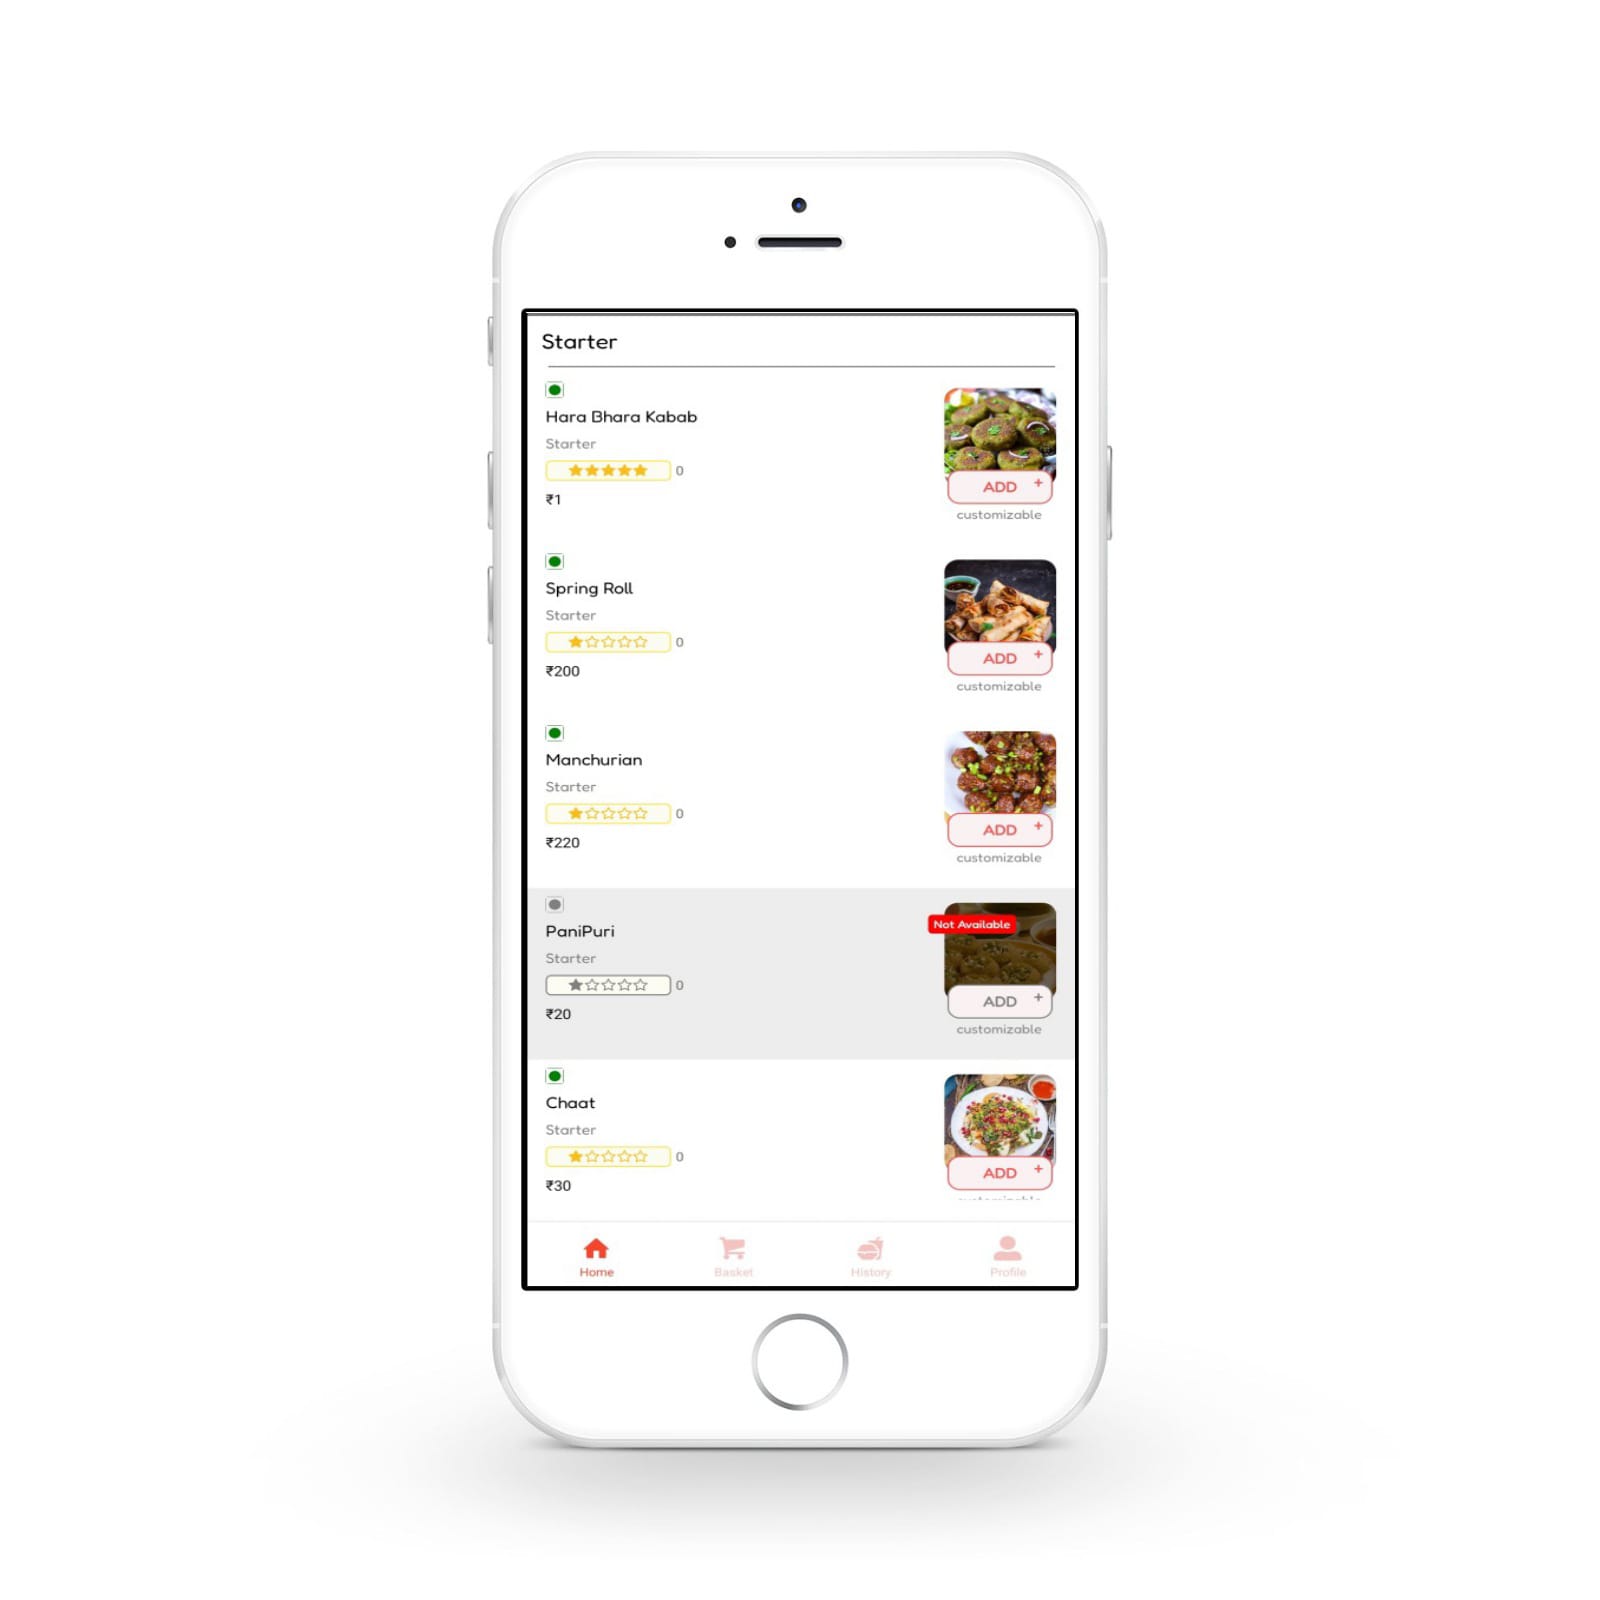 Starter
Hara Bhara Kabab
Starter
0
₹1
ADD +
customizable
Spring Roll
Starter
0
₹200
ADD +
customizable
Manchurian
Starter
0
₹220
ADD +
customizable
Not Available
PaniPuri
Starter
0
₹20
ADD +
customizable
Chaat
Starter
0
₹30
ADD +
customizable
Home
Basket
History
Profile